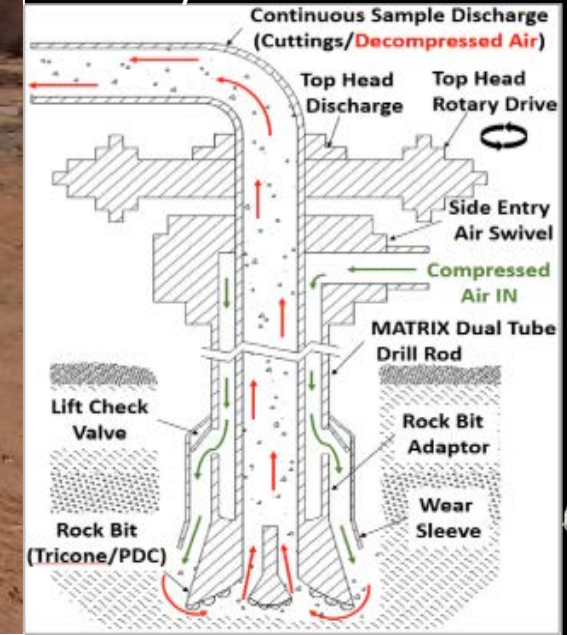 Continuous Sample Discharge
(Cuttings/Decompressed Air)
Top Head
Discharge
Top Head
Rotary Drive
Side Entry
Air Swivel
Compressed
Air IN
MATRIX Dual Tube
Drill Rod
Lift Check
Valve
Rock Bit
Adaptor
Wear
Sleeve
Rock Bit
(Tricone/PDC)